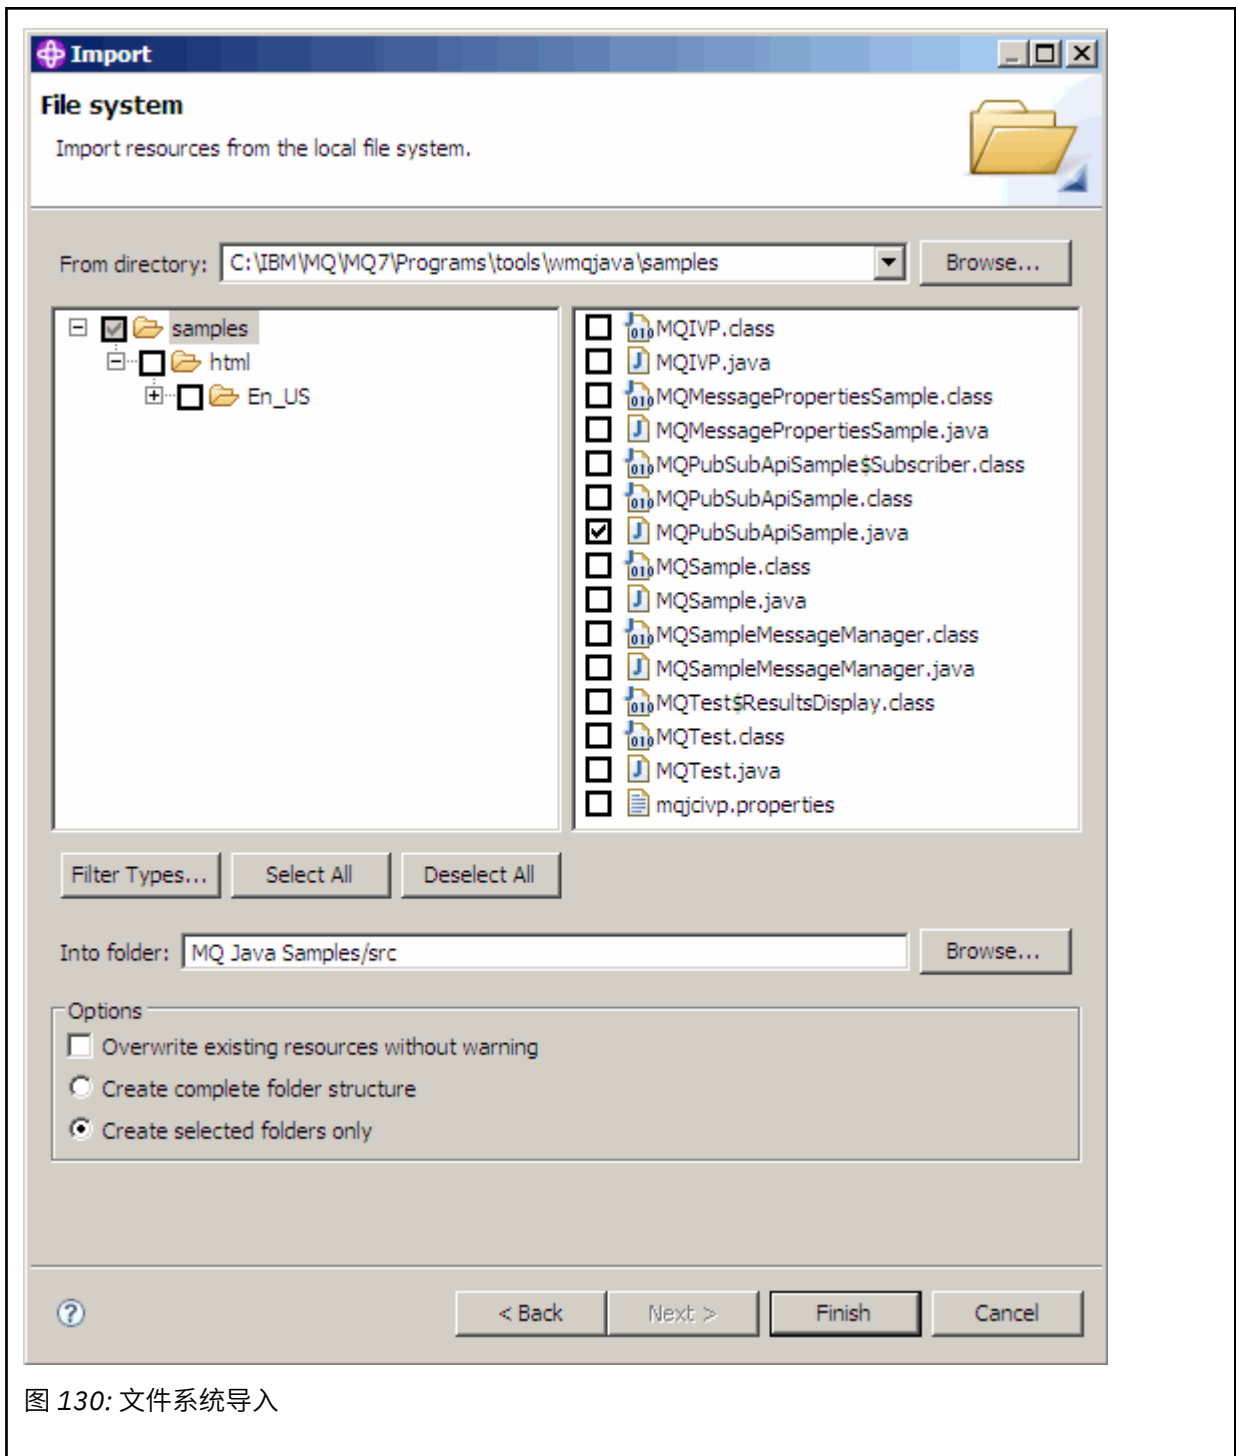 Import
File system
Import resources from the local file system.
From directory: C:\IBM\MQ\MQ7\Programs\tools\wmqjava\samples Browse...
samples
html
En_US
MQIVP.class
MQIVP.java
MQMessagePropertiesSample.class
MQMessagePropertiesSample.java
MQPubSubApiSample$Subscriber.class
MQPubSubApiSample.class
MQPubSubApiSample.java
MQSample.class
MQSample.java
MQSampleMessageManager.class
MQSampleMessageManager.java
MQTest$ResultsDisplay.class
MQTest.class
MQTest.java
mqjcivp.properties
Filter Types... Select All Deselect All
Into folder: MQ Java Samples/src Browse...
Options
Overwrite existing resources without warning
Create complete folder structure
Create selected folders only
< Back Next > Finish Cancel
图 130: 文件系统导入